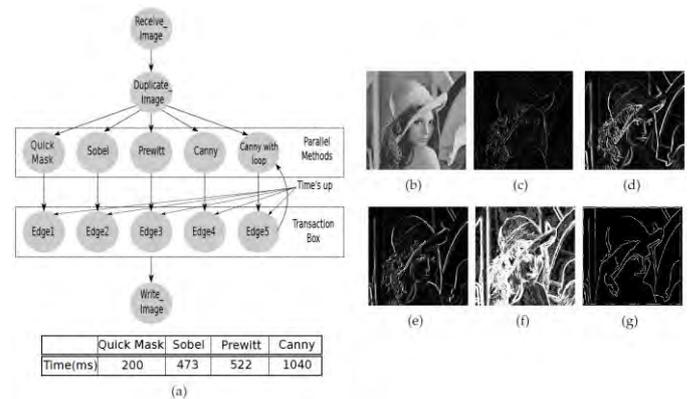 Receive_
Image
Duplicate_
Image
Quick
Mask
Sobel
Prewitt
Canny
Canny with
loop
Parallel
Methods
Time's up
Edge1
Edge2
Edge3
Edge4
Edge5
Transaction
Box
Write_
Image
Quick Mask Sobel Prewitt Canny
Time(ms) 200 473 522 1040
(a)
(b)
(c)
(d)
(e)
(f)
(g)